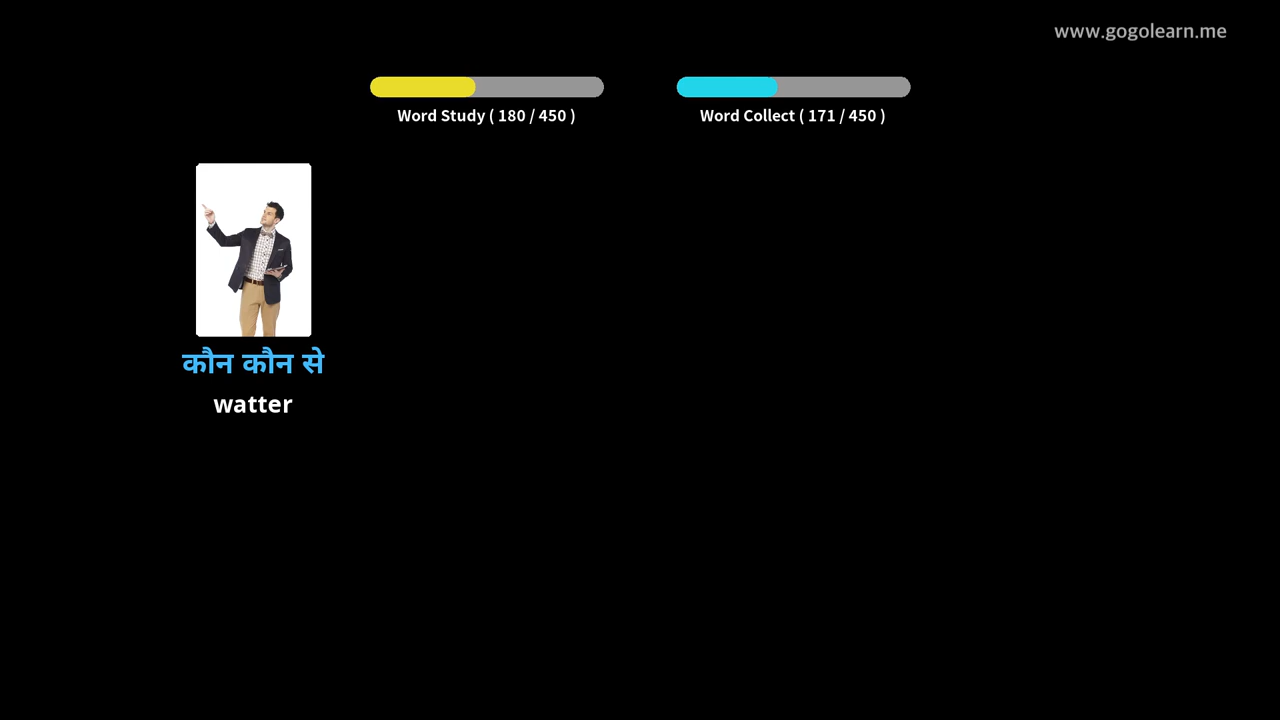 www.gogolearn.me
Word Study ( 180 / 450 )
Word Collect ( 171 / 450 )
कौन कौन से
watter